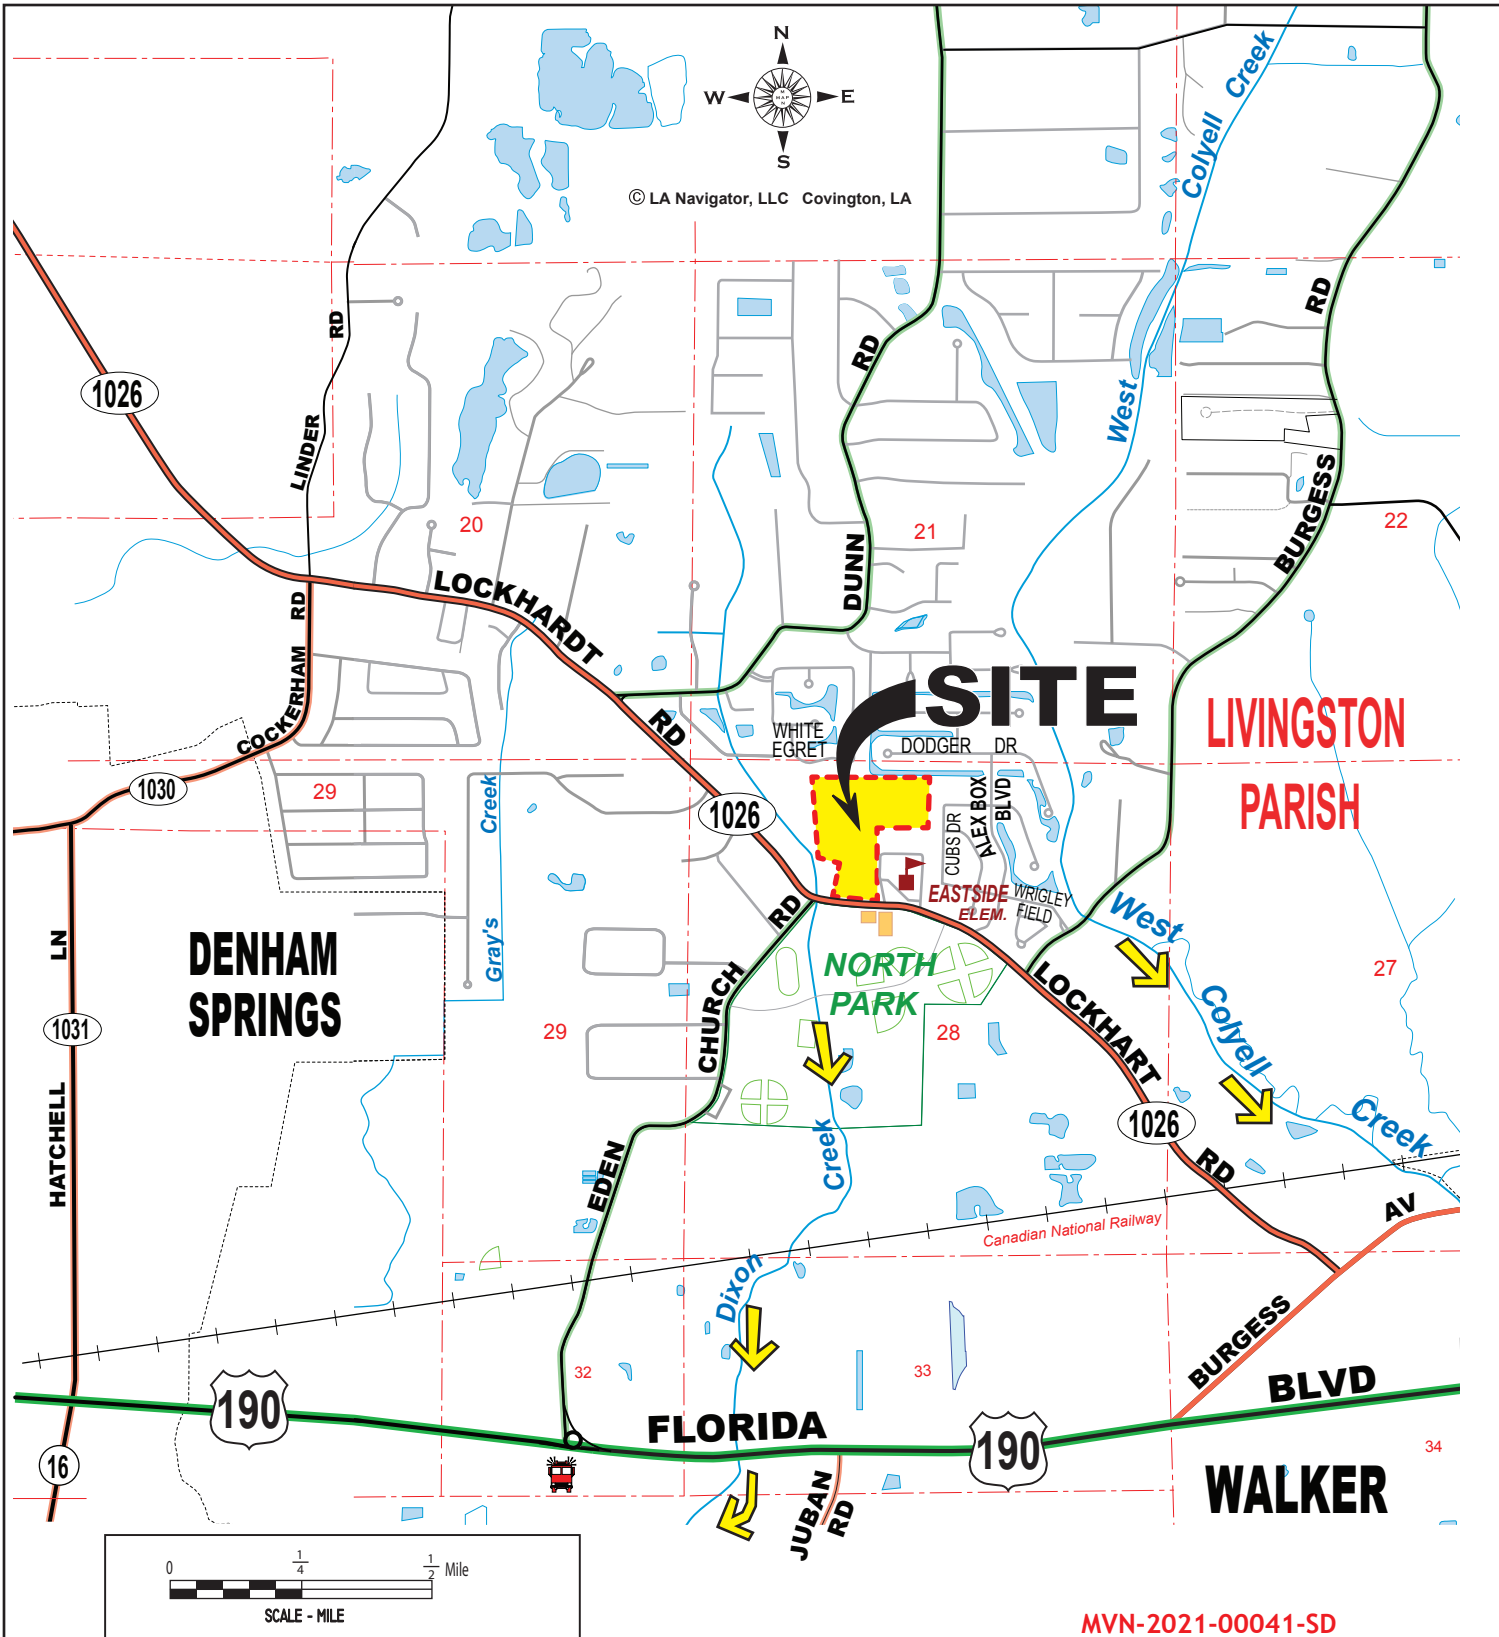 N
W
E
S
MAP
© LA Navigator, LLC Covington, LA
West Colyell Creek
RD
RD
RD
1026
LINDER
BURGESS
20
21
22
DUNN
LOCKHARDT
RD
RD
COCKERHAM
SITE
WHITE
EGRET
DODGER DR
LIVINGSTON
PARISH
1030
29
Gray's Creek
1026
CUBS DR
ALEX BOX
BLVD
EASTSIDE
ELEM.
WRIGLEY
FIELD
RD
West Colyell Creek
LN
DENHAM
SPRINGS
NORTH
PARK
27
1031
29
CHURCH
28
LOCKHART
HATCHELL
1026
EDEN
Dixon Creek
RD
AV
Canadian National Railway
BURGESS
32
33
190
FLORIDA
BLVD
190
34
16
WALKER
JUBAN
RD
0
1/4
1/2 Mile
SCALE - MILE
MVN-2021-00041-SD